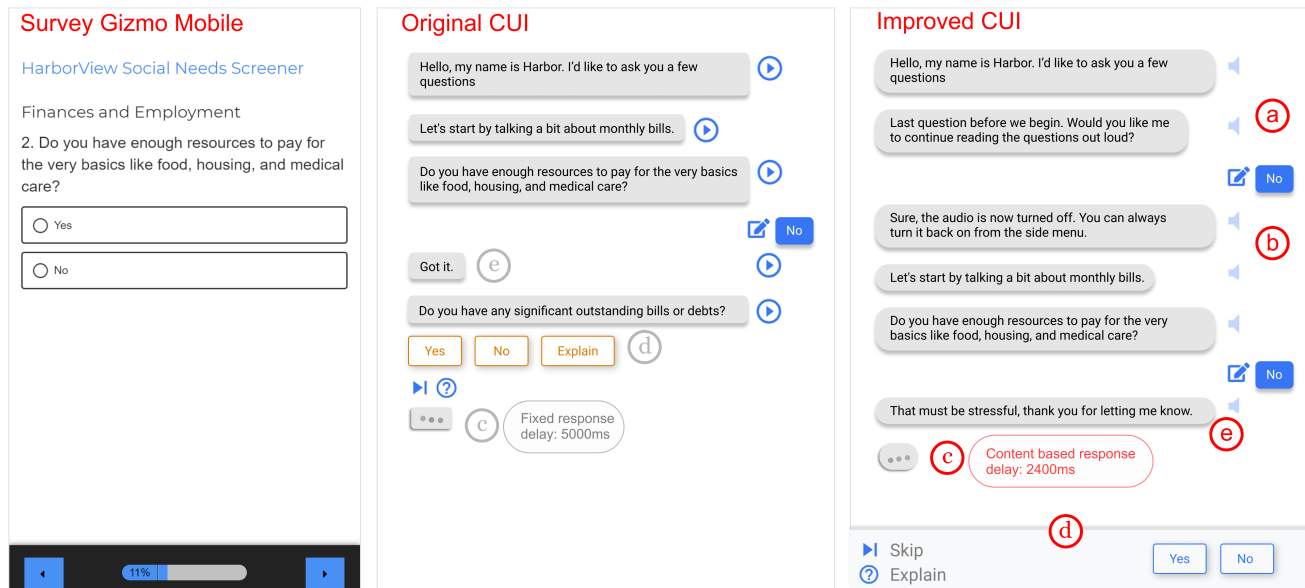 Survey Gizmo Mobile
HarborView Social Needs Screener
Finances and Employment
2. Do you have enough resources to pay for
the very basics like food, housing, and medical
care?
Yes
No
11%
Original CUI
Hello, my name is Harbor. I'd like to ask you a few
questions
Let's start by talking a bit about monthly bills.
Do you have enough resources to pay for the very basics
like food, housing, and medical care?
No
Got it.
e
Do you have any significant outstanding bills or debts?
Yes
No
Explain
d
?
c
Fixed response
delay: 5000ms
Improved CUI
Hello, my name is Harbor. I'd like to ask you a few
questions
a
Last question before we begin. Would you like me
to continue reading the questions out loud?
No
Sure, the audio is now turned off. You can always
turn it back on from the side menu.
b
Let's start by talking a bit about monthly bills.
Do you have enough resources to pay for the very
basics like food, housing, and medical care?
No
That must be stressful, thank you for letting me know.
e
c
Content based response
delay: 2400ms
d
Skip
? Explain
Yes
No